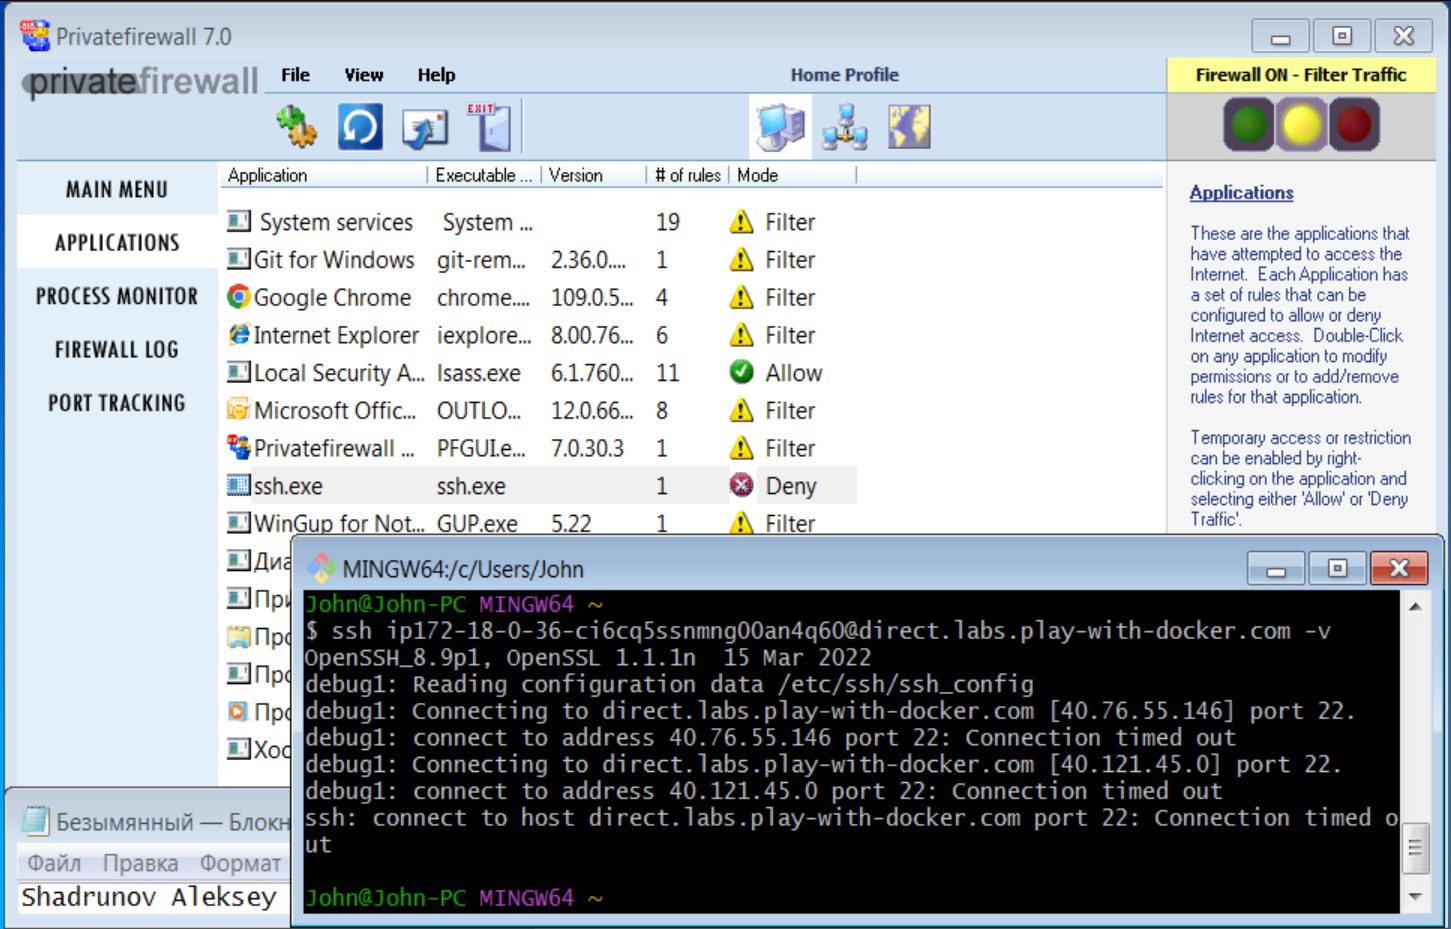 Privatefirewall 7.0
privatefirewall
File View Help
Home Profile
Firewall ON - Filter Traffic
EXIT
MAIN MENU
APPLICATIONS
PROCESS MONITOR
FIREWALL LOG
PORT TRACKING
Application Executable ... Version # of rules Mode
System services System ... 19 Filter
Git for Windows git-rem... 2.36.0.... 1 Filter
Google Chrome chrome.... 109.0.5... 4 Filter
Internet Explorer iexplore... 8.00.76... 6 Filter
Local Security A... lsass.exe 6.1.760... 11 Allow
Microsoft Offic... OUTLO... 12.0.66... 8 Filter
Privatefirewall ... PFGUI.e... 7.0.30.3 1 Filter
ssh.exe ssh.exe 1 Deny
WinGup for Not... GUP.exe 5.22 1 Filter
Диа
При
Про
Про
Про
Хос
Applications
These are the applications that
have attempted to access the
Internet. Each Application has
a set of rules that can be
configured to allow or deny
Internet access. Double-Click
on any application to modify
permissions or to add/remove
rules for that application.
Temporary access or restriction
can be enabled by right-
clicking on the application and
selecting either 'Allow' or 'Deny
Traffic'.
MINGW64:/c/Users/John
John@John-PC MINGW64 ~
$ ssh ip172-18-0-36-ci6cq5ssnmng00an4q60@direct.labs.play-with-docker.com -v
OpenSSH_8.9p1, OpenSSL 1.1.1n 15 Mar 2022
debug1: Reading configuration data /etc/ssh/ssh_config
debug1: Connecting to direct.labs.play-with-docker.com [40.76.55.146] port 22.
debug1: connect to address 40.76.55.146 port 22: Connection timed out
debug1: Connecting to direct.labs.play-with-docker.com [40.121.45.0] port 22.
debug1: connect to address 40.121.45.0 port 22: Connection timed out
ssh: connect to host direct.labs.play-with-docker.com port 22: Connection timed o
ut
John@John-PC MINGW64 ~
Безымянный — Блокн
Файл Правка Формат
Shadrunov Aleksey